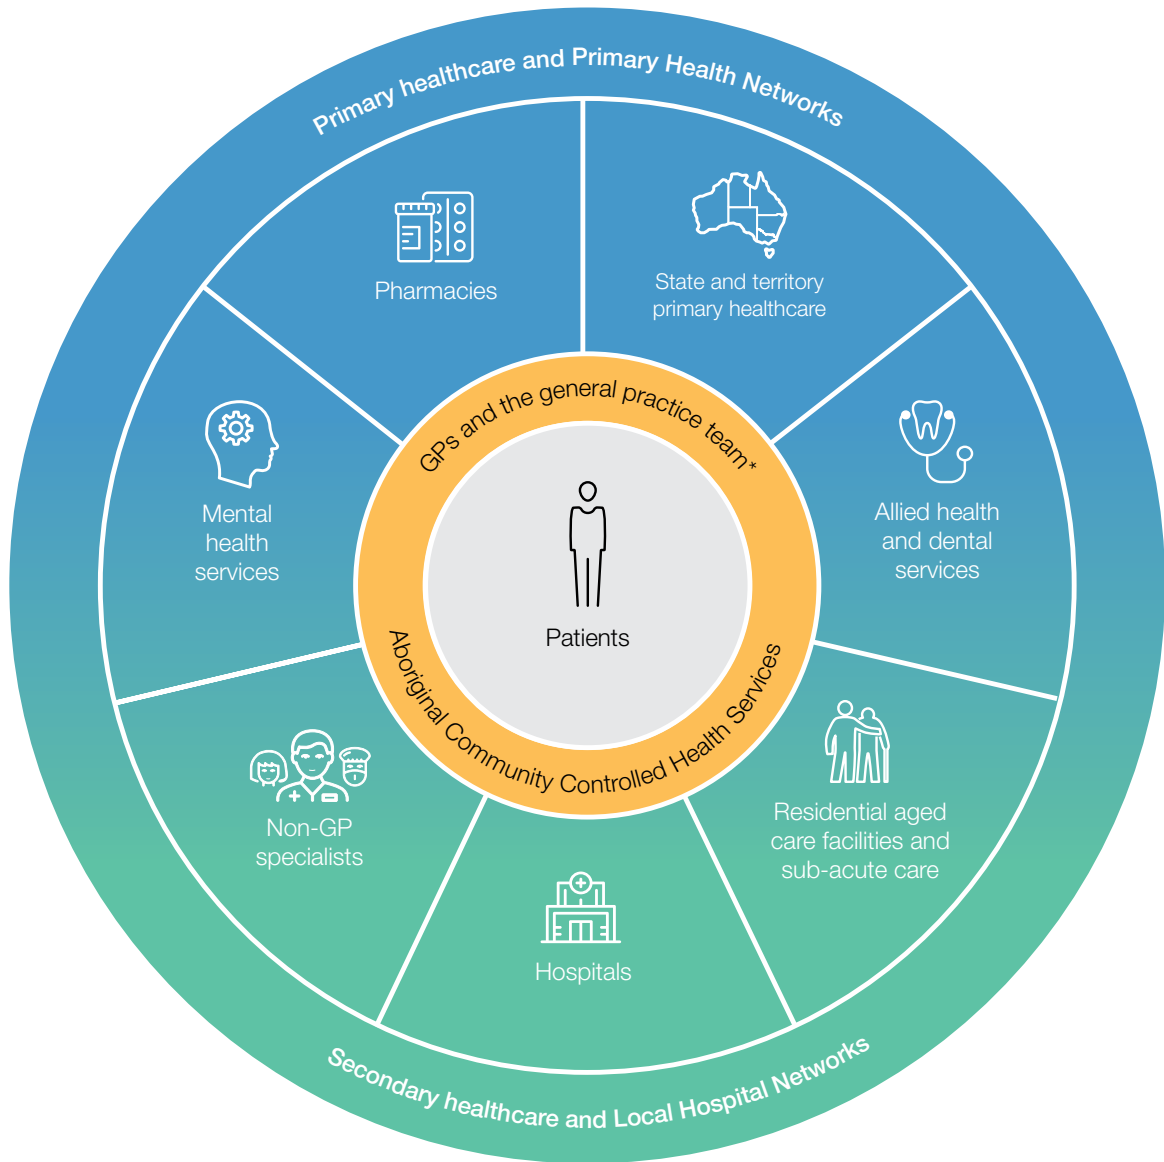 Primary healthcare and Primary Health Networks
Pharmacies
State and territory
primary healthcare
GPs and the general practice team*
Mental
health
services
Allied health
and dental
services
Patients
Aboriginal Community Controlled Health Services
Non-GP
specialists
Residential aged
care facilities and
sub-acute care
Hospitals
Secondary healthcare and Local Hospital Networks